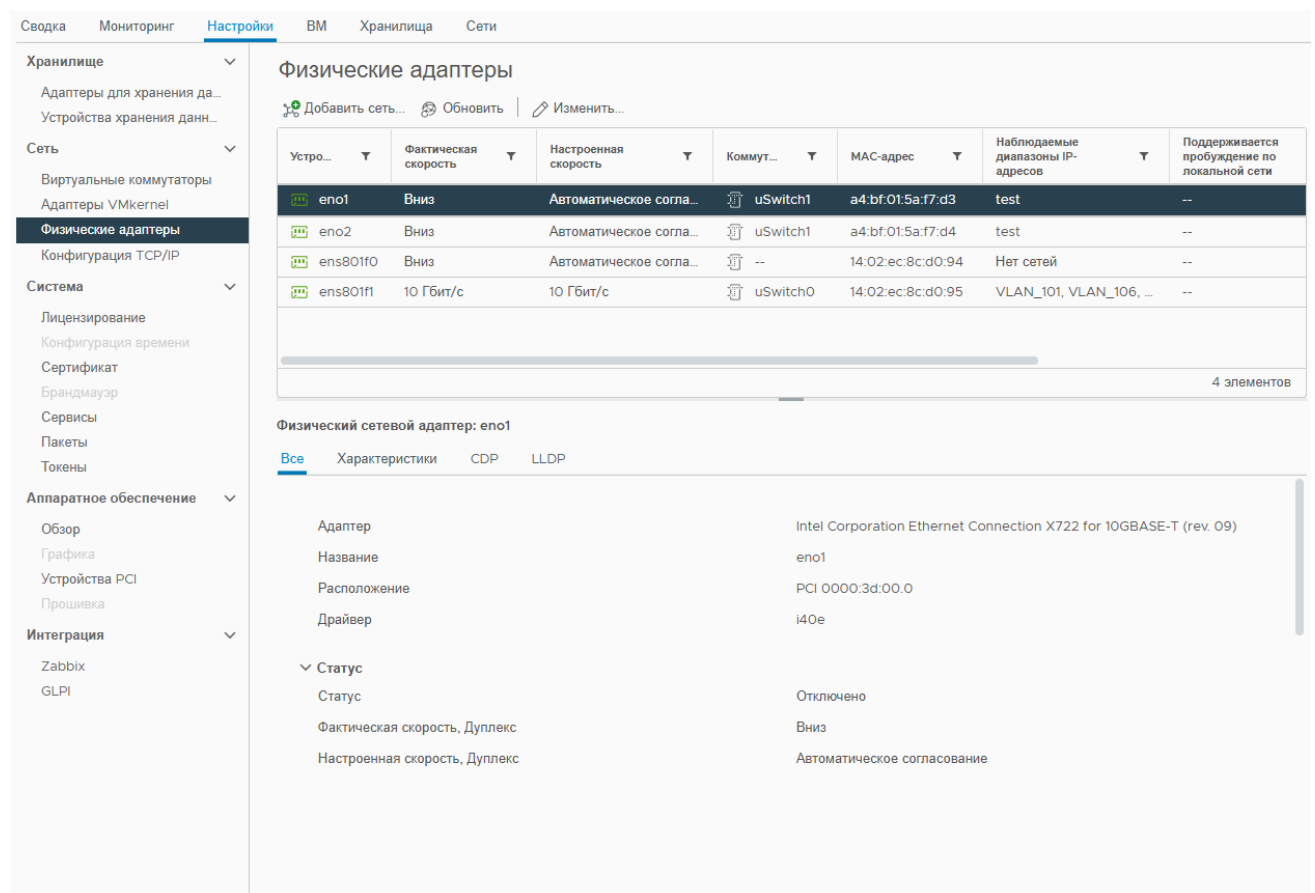 Сводка Мониторинг Настройки ВМ Хранилища Сети
Хранилище
Адаптеры для хранения да...
Устройства хранения данн...
Сеть
Виртуальные коммутаторы
Адаптеры VMkernel
Физические адаптеры
Конфигурация TCP/IP
Система
Лицензирование
Конфигурация времени
Сертификат
Брандмауэр
Сервисы
Пакеты
Токены
Аппаратное обеспечение
Обзор
Графика
Устройства PCI
Прошивка
Интеграция
Zabbix
GLPI
Физические адаптеры
Добавить сеть... Обновить Изменить...
Устро... Фактическая скорость Настроенная скорость Коммут... MAC-адрес Наблюдаемые диапазоны IP-адресов Поддерживается пробуждение по локальной сети
eno1 Вниз Автоматическое согла... uSwitch1 a4:bf:01:5a:f7:d3 test --
eno2 Вниз Автоматическое согла... uSwitch1 a4:bf:01:5a:f7:d4 test --
ens801f0 Вниз Автоматическое согла... -- 14:02:ec:8c:d0:94 Нет сетей --
ens801f1 10 Гбит/с 10 Гбит/с uSwitch0 14:02:ec:8c:d0:95 VLAN_101, VLAN_106, ... --
4 элементов
Физический сетевой адаптер: eno1
Все Характеристики CDP LLDP
Адаптер Intel Corporation Ethernet Connection X722 for 10GBASE-T (rev. 09)
Название eno1
Расположение PCI 0000:3d:00.0
Драйвер i40e
Статус
Статус Отключено
Фактическая скорость, Дуплекс Вниз
Настроенная скорость, Дуплекс Автоматическое согласование